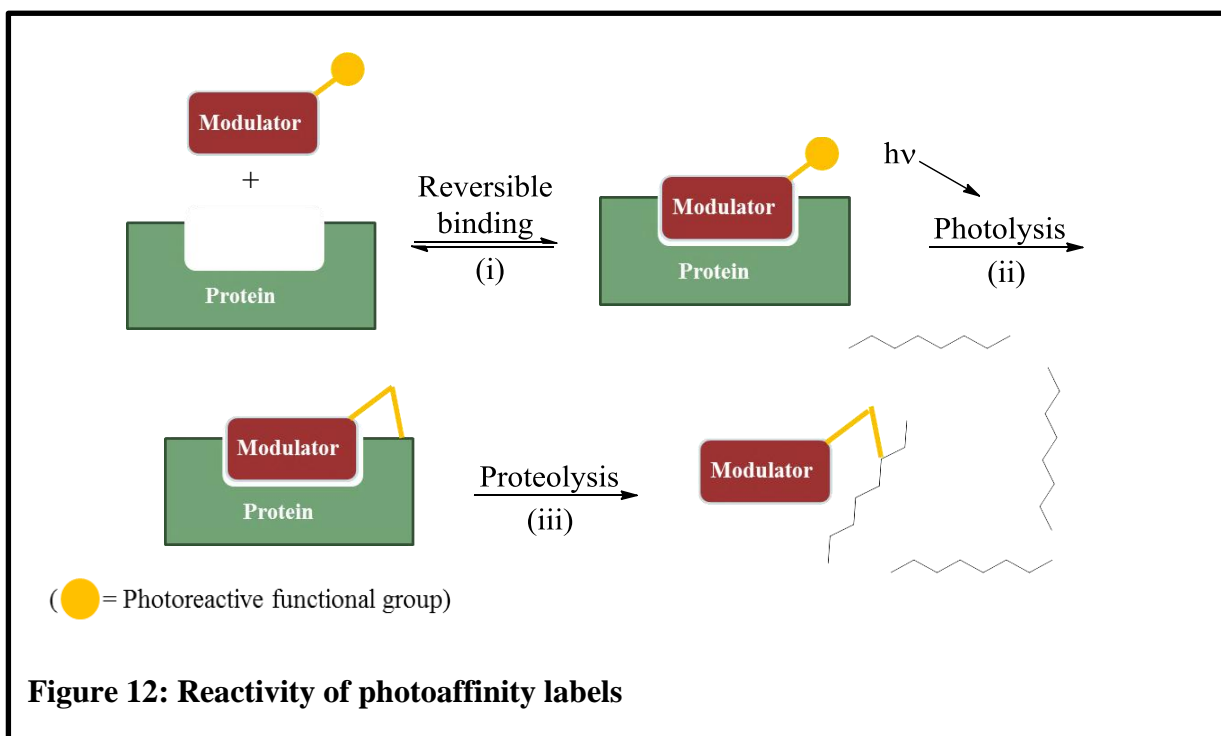 Modulator
+
Protein
Reversible
binding
(i)
Modulator
Protein
hν
Photolysis
(ii)
Modulator
Protein
Proteolysis
(iii)
Modulator
( = Photoreactive functional group)
Figure 12: Reactivity of photoaffinity labels